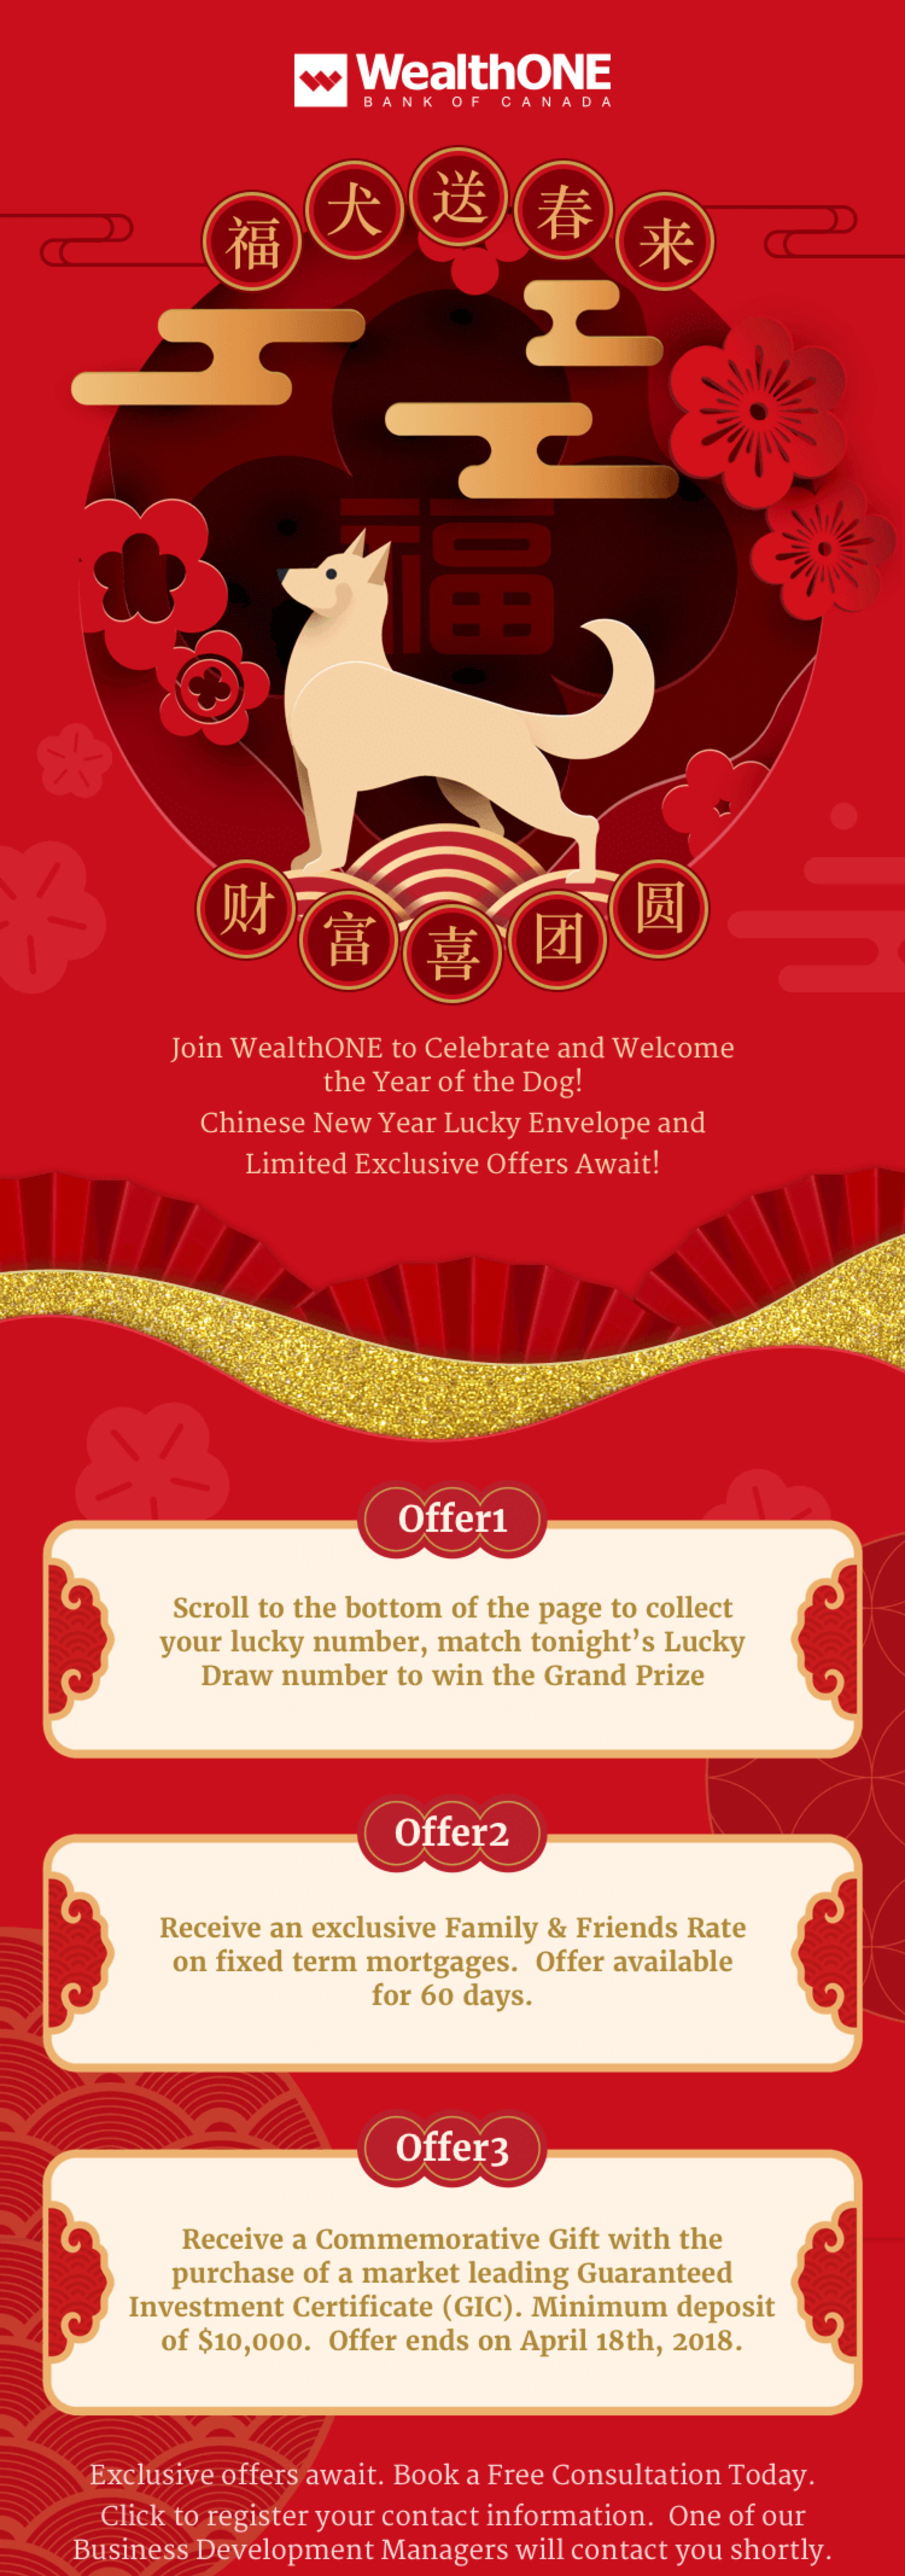 WealthONE
BANK OF CANADA
福犬送春来
福
财富喜团圆
Join WealthONE to Celebrate and Welcome
the Year of the Dog!
Chinese New Year Lucky Envelope and
Limited Exclusive Offers Await!
Offer1
Scroll to the bottom of the page to collect
your lucky number, match tonight's Lucky
Draw number to win the Grand Prize
Offer2
Receive an exclusive Family & Friends Rate
on fixed term mortgages. Offer available
for 60 days.
Offer3
Receive a Commemorative Gift with the
purchase of a market leading Guaranteed
Investment Certificate (GIC). Minimum deposit
of $10,000. Offer ends on April 18th, 2018.
Exclusive offers await. Book a Free Consultation Today.
Click to register your contact information. One of our
Business Development Managers will contact you shortly.